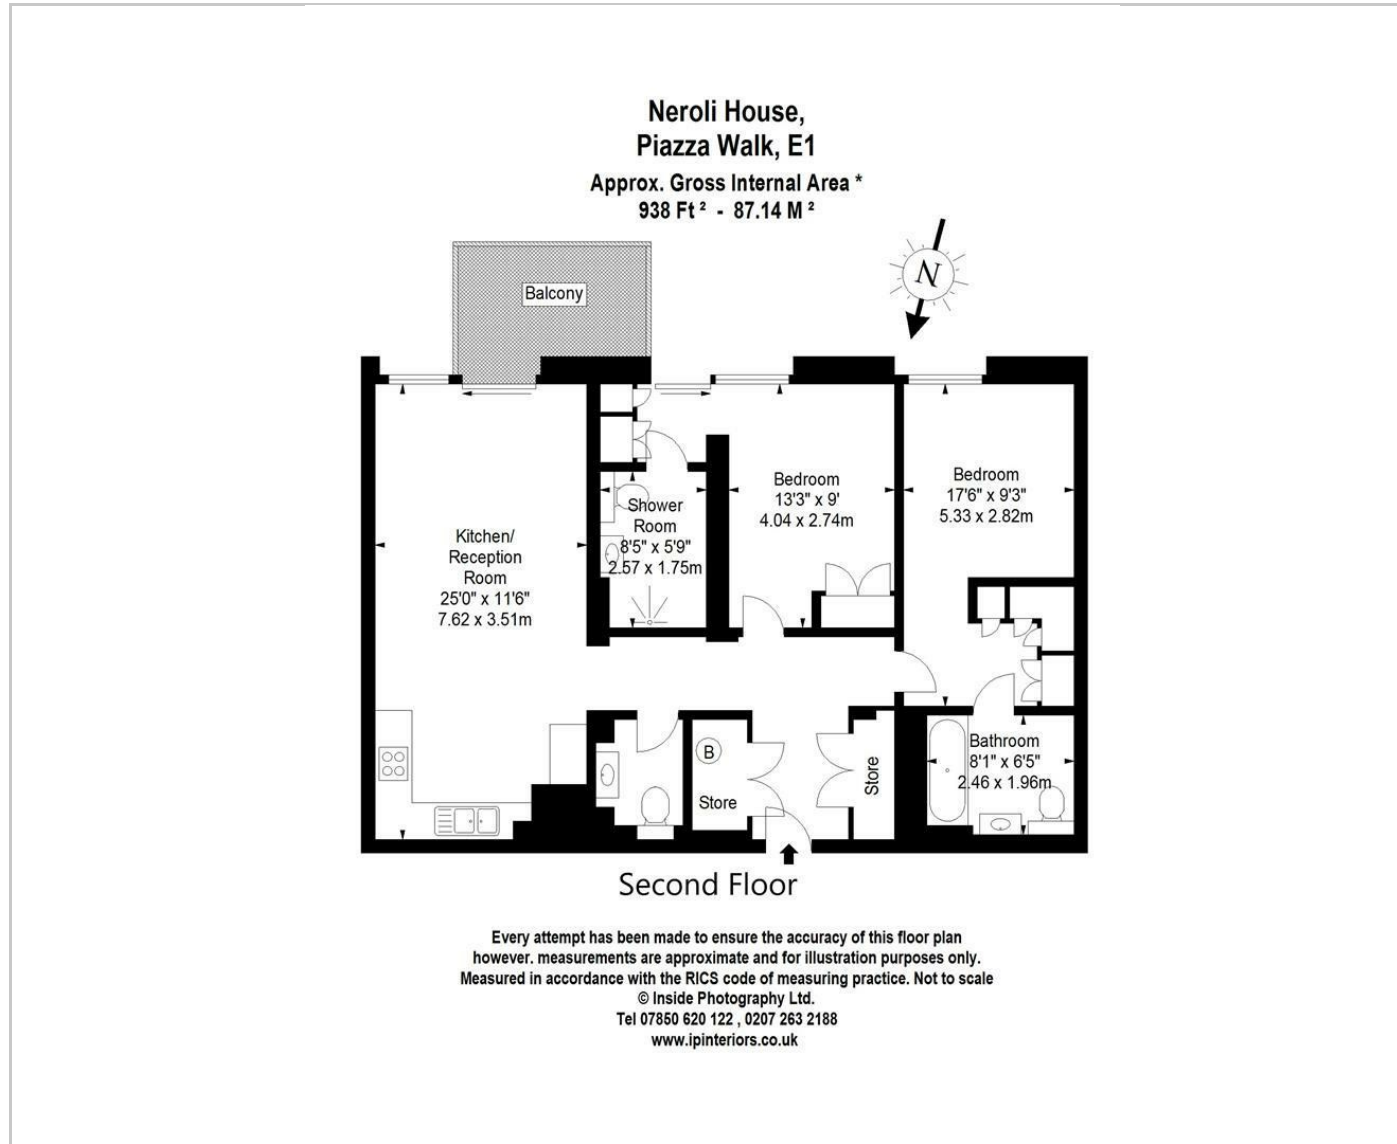 Neroli House,
Piazza Walk, E1
Approx. Gross Internal Area *
938 Ft ² - 87.14 M ²
N
Balcony
Kitchen/
Reception
Room
25'0" x 11'6"
7.62 x 3.51m
Shower
Room
8'5" x 5'9"
2.57 x 1.75m
Bedroom
13'3" x 9'
4.04 x 2.74m
Bedroom
17'6" x 9'3"
5.33 x 2.82m
B
Store
Store
Bathroom
8'1" x 6'5"
2.46 x 1.96m
Second Floor
Every attempt has been made to ensure the accuracy of this floor plan
however. measurements are approximate and for illustration purposes only.
Measured in accordance with the RICS code of measuring practice. Not to scale
© Inside Photography Ltd.
Tel 07850 620 122 , 0207 263 2188
www.ipinteriors.co.uk